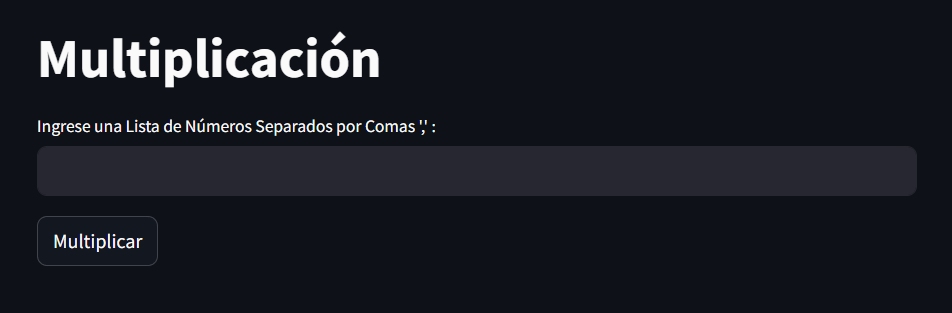 Multiplicación
Ingrese una Lista de Números Separados por Comas ',' :
Multiplicar